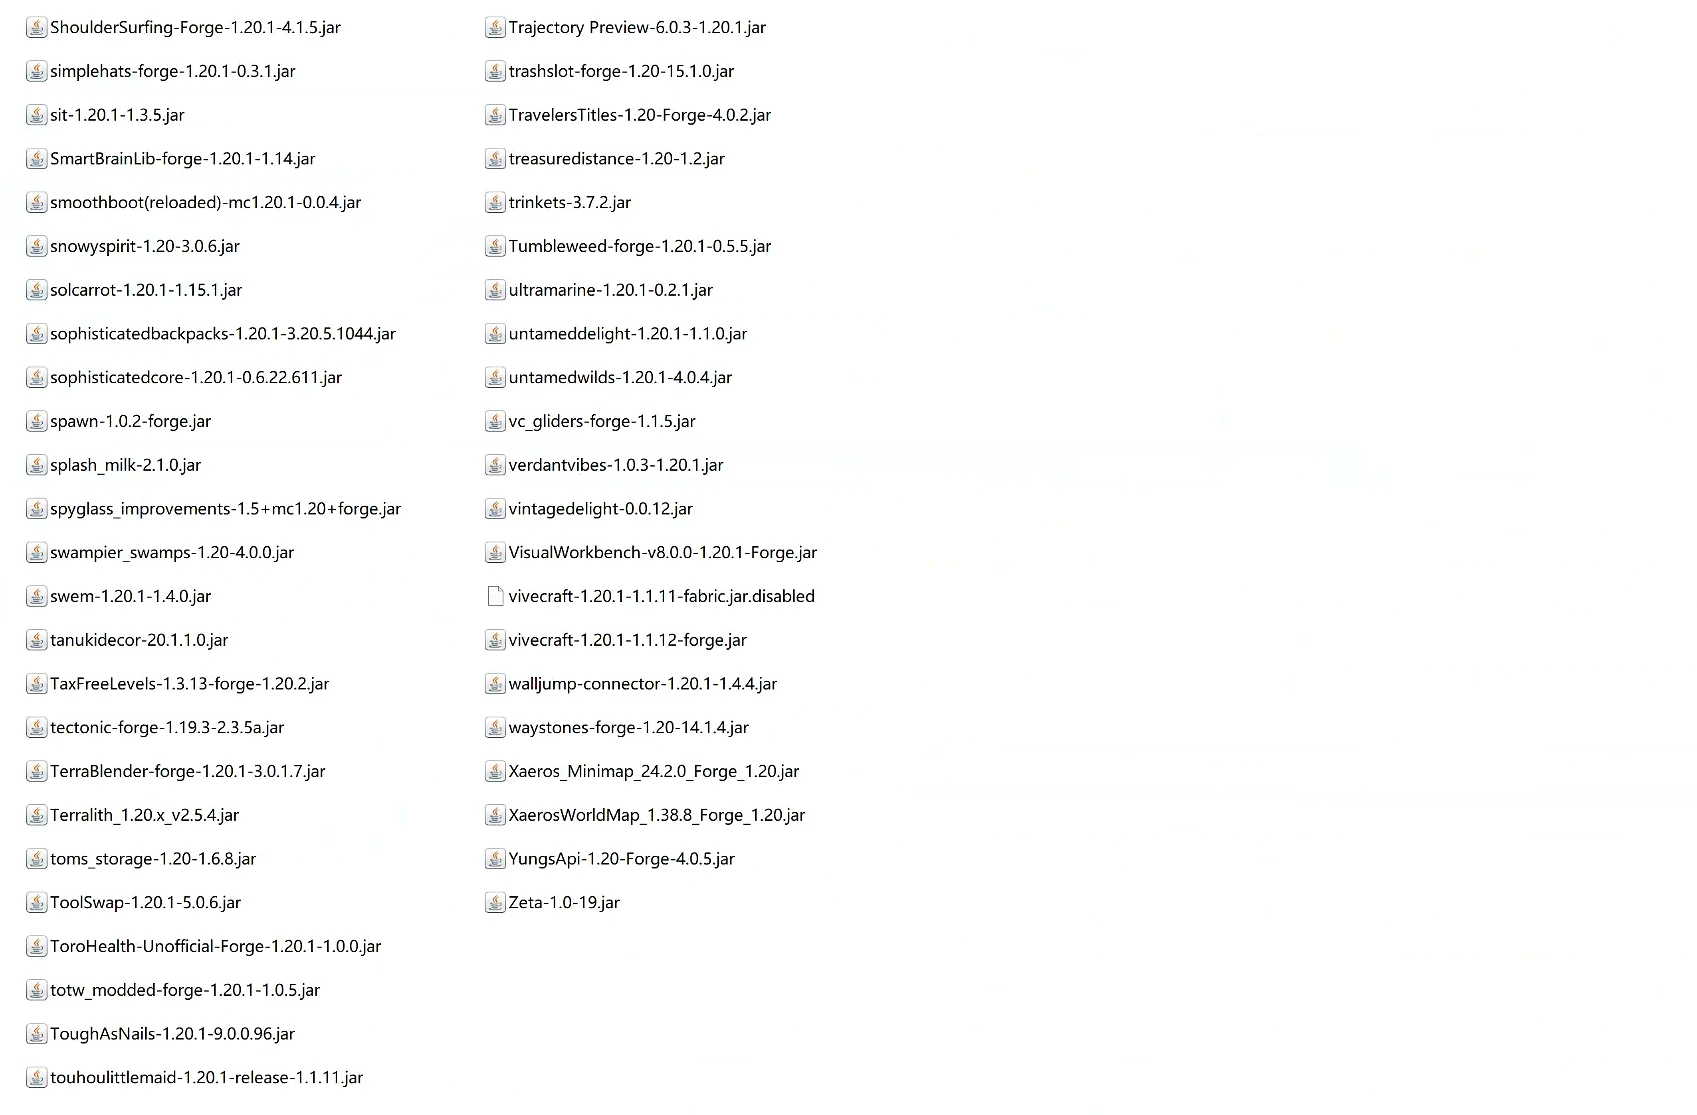 ShoulderSurfing-Forge-1.20.1-4.1.5.jar
simplehats-forge-1.20.1-0.3.1.jar
sit-1.20.1-1.3.5.jar
SmartBrainLib-forge-1.20.1-1.14.jar
smoothboot(reloaded)-mc1.20.1-0.0.4.jar
snowyspirit-1.20-3.0.6.jar
solcarrot-1.20.1-1.15.1.jar
sophisticatedbackpacks-1.20.1-3.20.5.1044.jar
sophisticatedcore-1.20.1-0.6.22.611.jar
spawn-1.0.2-forge.jar
splash_milk-2.1.0.jar
spyglass_improvements-1.5+mc1.20+forge.jar
swampier_swamps-1.20-4.0.0.jar
swem-1.20.1-1.4.0.jar
tanukidecor-20.1.1.0.jar
TaxFreeLevels-1.3.13-forge-1.20.2.jar
tectonic-forge-1.19.3-2.3.5a.jar
TerraBlender-forge-1.20.1-3.0.1.7.jar
Terralith_1.20.x_v2.5.4.jar
toms_storage-1.20-1.6.8.jar
ToolSwap-1.20.1-5.0.6.jar
ToroHealth-Unofficial-Forge-1.20.1-1.0.0.jar
totw_modded-forge-1.20.1-1.0.5.jar
ToughAsNails-1.20.1-9.0.0.96.jar
touhoulittlemaid-1.20.1-release-1.1.11.jar
Trajectory Preview-6.0.3-1.20.1.jar
trashslot-forge-1.20-15.1.0.jar
TravelersTitles-1.20-Forge-4.0.2.jar
treasuredistance-1.20-1.2.jar
trinkets-3.7.2.jar
Tumbleweed-forge-1.20.1-0.5.5.jar
ultramarine-1.20.1-0.2.1.jar
untameddelight-1.20.1-1.1.0.jar
untamedwilds-1.20.1-4.0.4.jar
vc_gliders-forge-1.1.5.jar
verdantvibes-1.0.3-1.20.1.jar
vintagedelight-0.0.12.jar
VisualWorkbench-v8.0.0-1.20.1-Forge.jar
vivecraft-1.20.1-1.1.11-fabric.jar.disabled
vivecraft-1.20.1-1.1.12-forge.jar
walljump-connector-1.20.1-1.4.4.jar
waystones-forge-1.20-14.1.4.jar
Xaeros_Minimap_24.2.0_Forge_1.20.jar
XaerosWorldMap_1.38.8_Forge_1.20.jar
YungsApi-1.20-Forge-4.0.5.jar
Zeta-1.0-19.jar